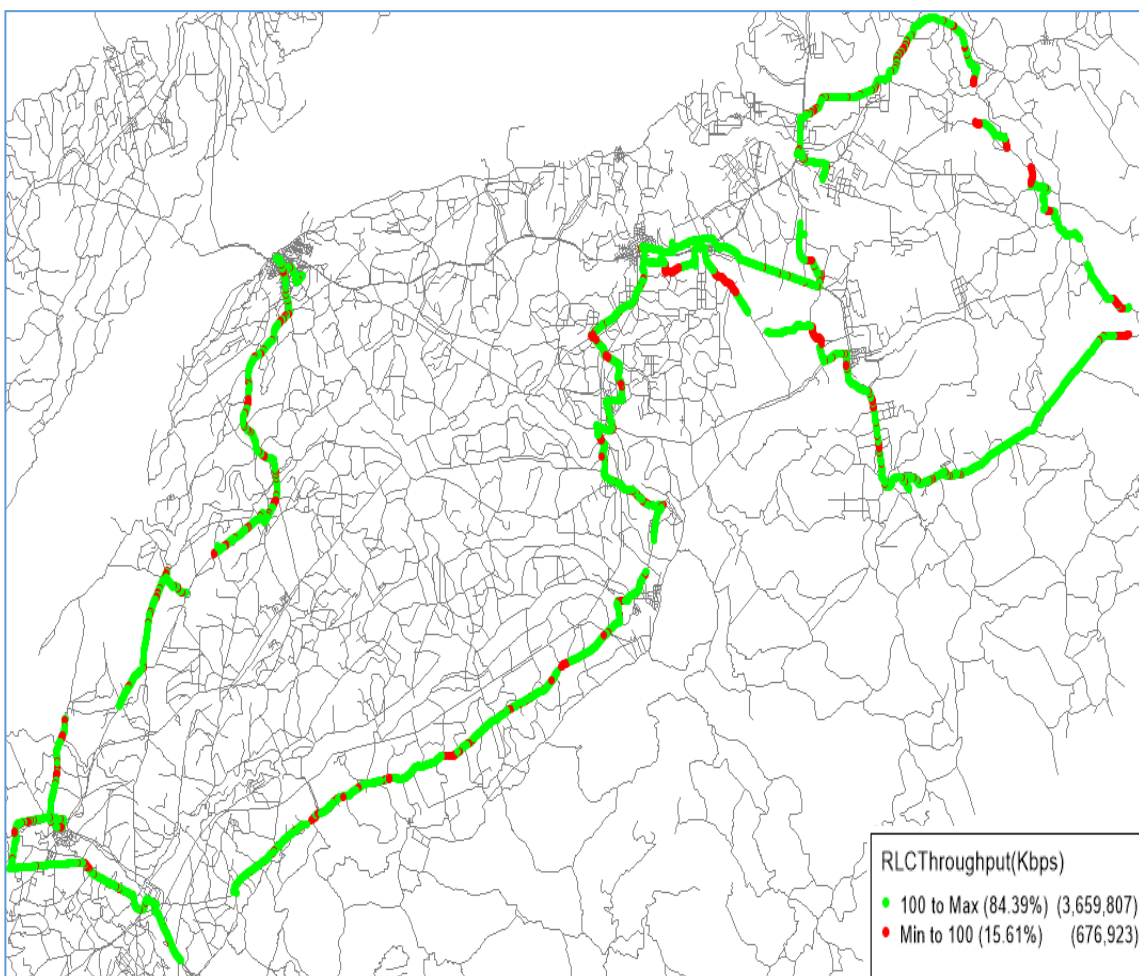 RLCThroughput(Kbps)
100 to Max (84.39%) (3,659,807)
Min to 100 (15.61%) (676,923)